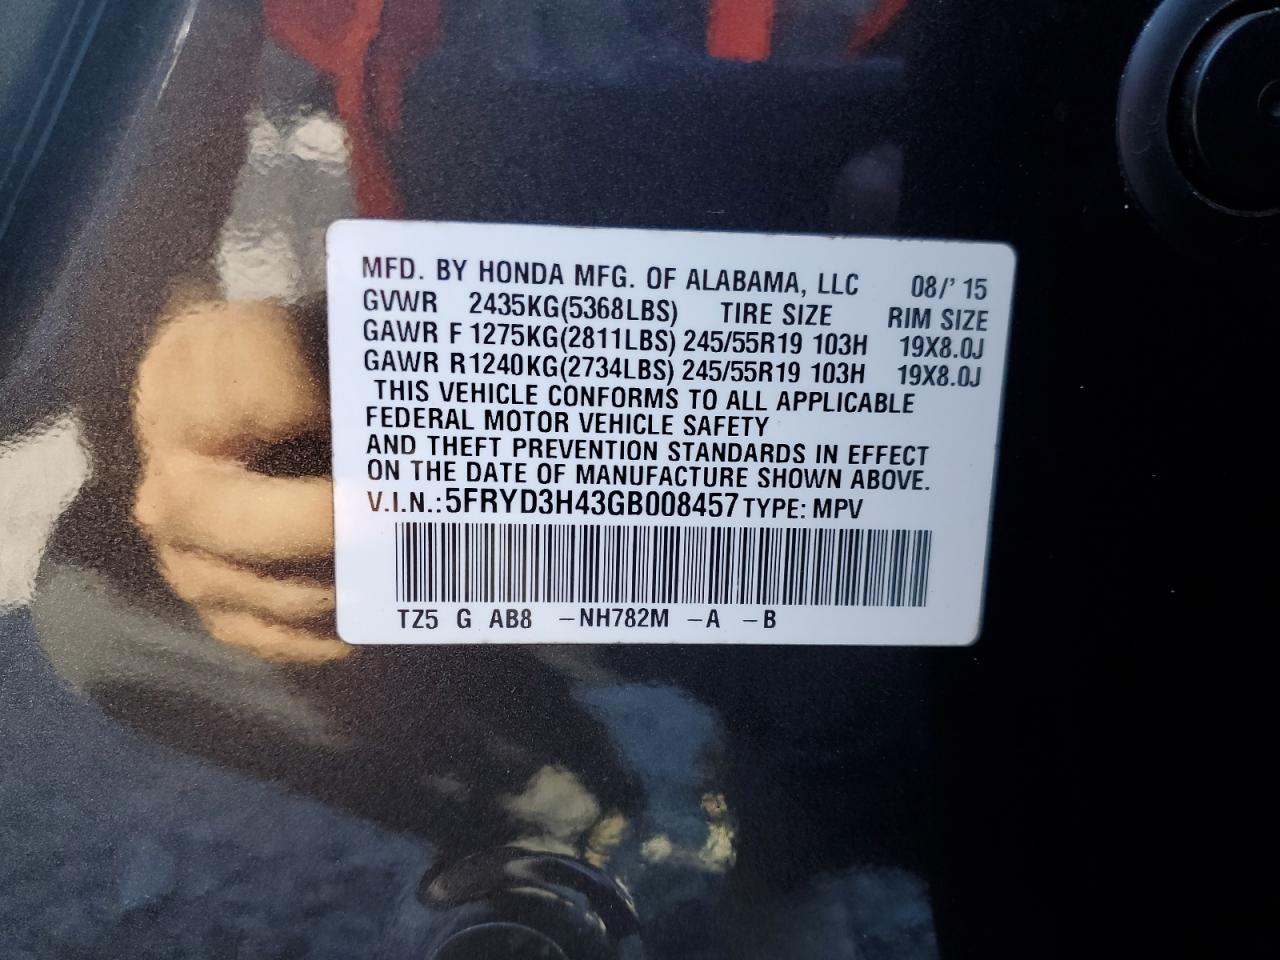 MFD. BY HONDA MFG. OF ALABAMA, LLC 08/' 15
GVWR 2435KG(5368LBS) TIRE SIZE RIM SIZE
GAWR F 1275KG(2811LBS) 245/55R19 103H 19X8.0J
GAWR R1240KG(2734LBS) 245/55R19 103H 19X8.0J
THIS VEHICLE CONFORMS TO ALL APPLICABLE
FEDERAL MOTOR VEHICLE SAFETY
AND THEFT PREVENTION STANDARDS IN EFFECT
ON THE DATE OF MANUFACTURE SHOWN ABOVE.
V.I.N.: 5FRYD3H43GB008457 TYPE: MPV
TZ5 G AB8 -NH782M -A -B